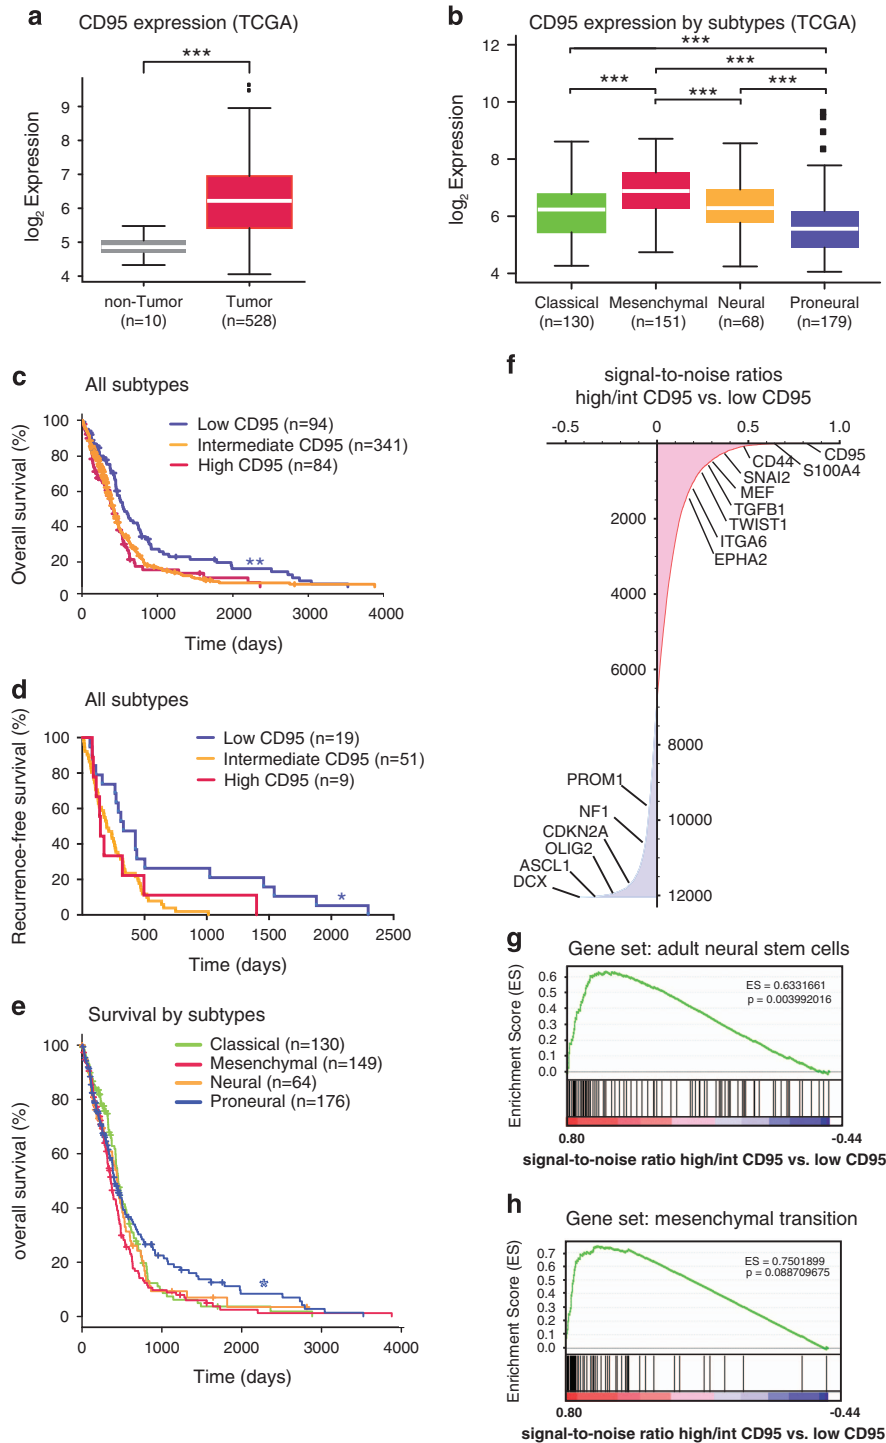 a
CD95 expression (TCGA)
***
log2 Expression
9
8
7
6
5
4
non-Tumor
(n=10)
Tumor
(n=528)
b
CD95 expression by subtypes (TCGA)
***
***
***
***
***
log2 Expression
12
10
8
6
4
Classical
(n=130)
Mesenchymal
(n=151)
Neural
(n=68)
Proneural
(n=179)
c
All subtypes
Overall survival (%)
100
80
60
40
20
0
Low CD95 (n=94)
Intermediate CD95 (n=341)
High CD95 (n=84)
**
0 1000 2000 3000 4000
Time (days)
d
All subtypes
Recurrence-free survival (%)
100
80
60
40
20
0
Low CD95 (n=19)
Intermediate CD95 (n=51)
High CD95 (n=9)
*
500 1000 1500 2000 2500
Time (days)
e
Survival by subtypes
overall survival (%)
100
80
60
40
20
0
Classical (n=130)
Mesenchymal (n=149)
Neural (n=64)
Proneural (n=176)
*
0 1000 2000 3000 4000
Time (days)
f
signal-to-noise ratios
high/int CD95 vs. low CD95
-0.5 0 0.5 1.0
CD95
S100A4
CD44
SNAI2
MEF
TGFB1
TWIST1
ITGA6
EPHA2
2000
4000
6000
8000
10000
12000
PROM1
NF1
CDKN2A
OLIG2
ASCL1
DCX
g
Gene set: adult neural stem cells
Enrichment Score (ES)
0.6
0.5
0.4
0.3
0.2
0.1
0.0
ES = 0.6331661
p = 0.003992016
0.80 -0.44
signal-to-noise ratio high/int CD95 vs. low CD95
h
Gene set: mesenchymal transition
Enrichment Score (ES)
0.7
0.6
0.5
0.4
0.3
0.2
0.1
0.0
ES = 0.7501899
p = 0.088709675
0.80 -0.44
signal-to-noise ratio high/int CD95 vs. low CD95